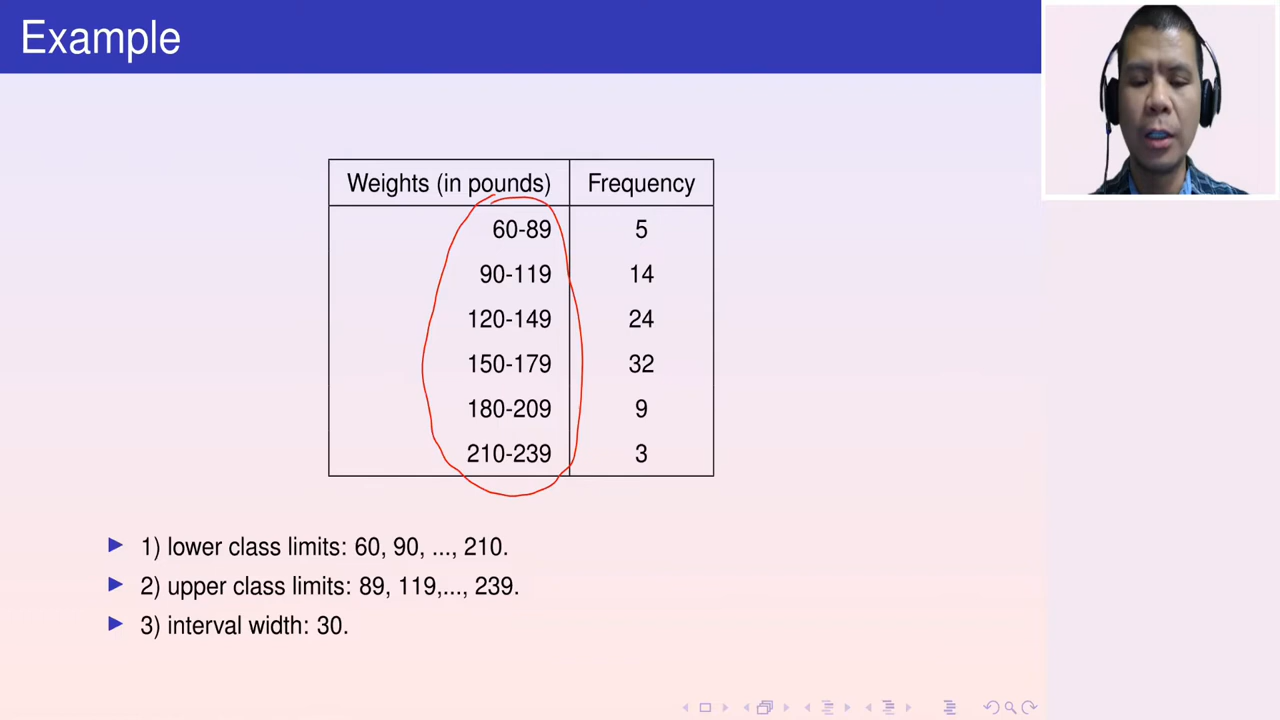 Example
Weights (in pounds) Frequency
60-89 5
90-119 14
120-149 24
150-179 32
180-209 9
210-239 3
1) lower class limits: 60, 90, ..., 210.
2) upper class limits: 89, 119,..., 239.
3) interval width: 30.